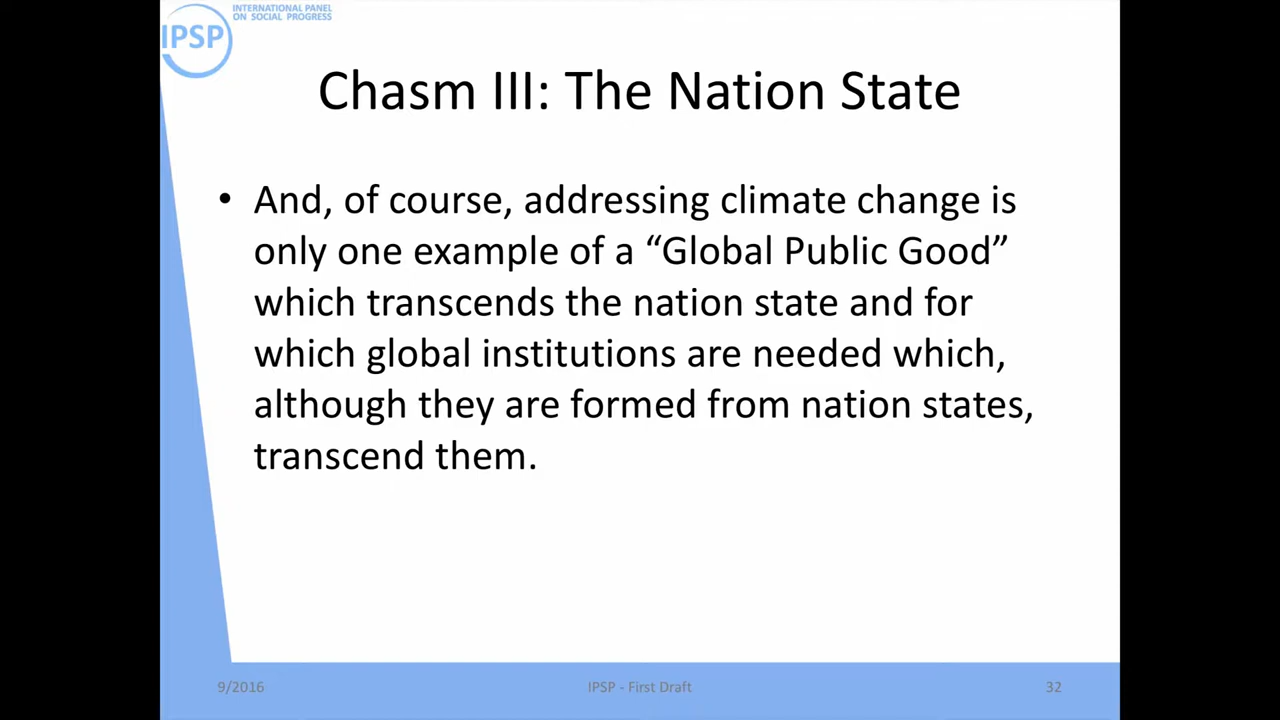 INTERNATIONAL PANEL
ON SOCIAL PROGRESS
IPSP
Chasm III: The Nation State
• And, of course, addressing climate change is
only one example of a “Global Public Good”
which transcends the nation state and for
which global institutions are needed which,
although they are formed from nation states,
transcend them.
9/2016
IPSP - First Draft
32